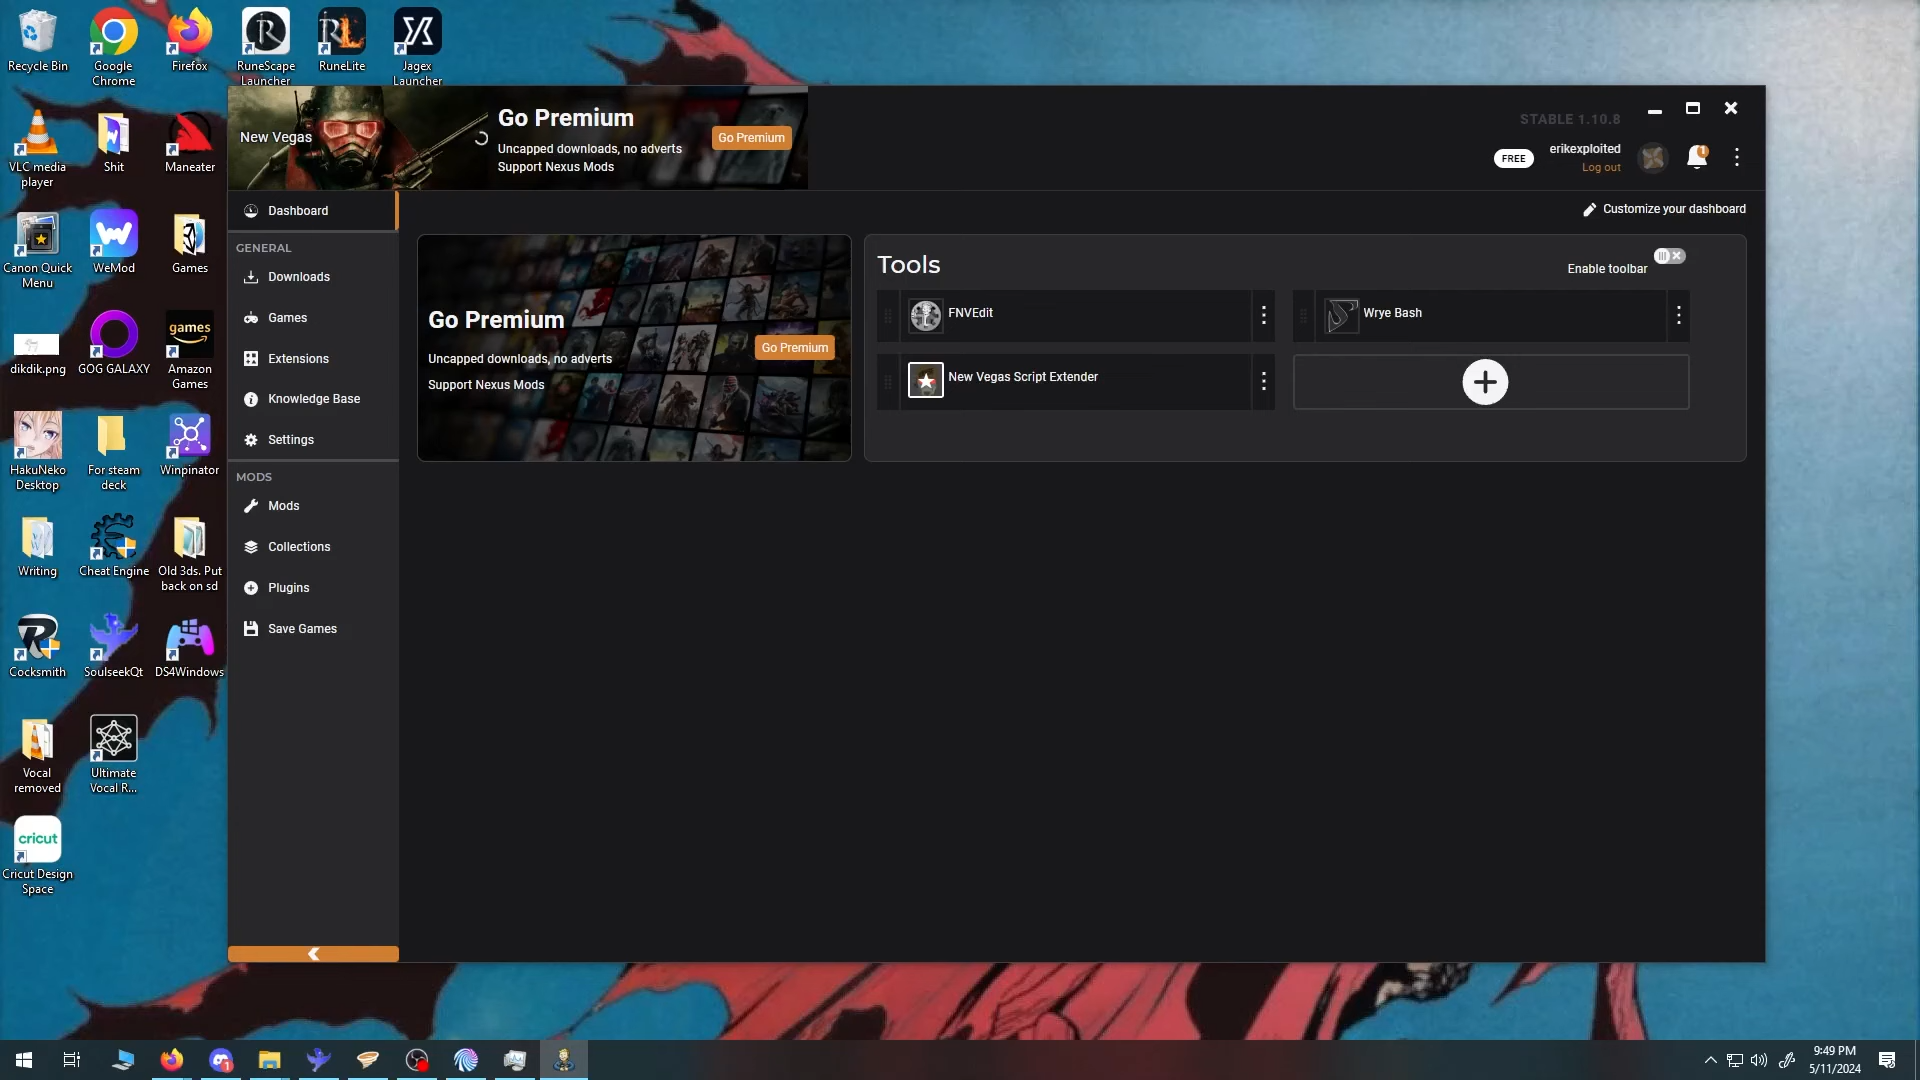 Recycle Bin
Google
Chrome
Firefox
RuneScape
Launcher
RuneLite
Jagex
Launcher
VLC media
player
Shit
Maneater
Canon Quick
Menu
WeMod
Games
dikdik.png
GOG GALAXY
games
Amazon
Games
HakuNeko
Desktop
For steam
deck
Winpinator
Writing
Cheat Engine
Old 3ds. Put
back on sd
Cocksmith
SoulseekQt
DS4Windows
Vocal
removed
Ultimate
Vocal R...
cricut
Cricut Design
Space
New Vegas
Go Premium
Uncapped downloads, no adverts
Support Nexus Mods
Go Premium
STABLE 1.10.8
FREE
erikexploited
Log out
1
Dashboard
GENERAL
Downloads
Games
Extensions
Knowledge Base
Settings
MODS
Mods
Collections
Plugins
Save Games
Customize your dashboard
Go Premium
Uncapped downloads, no adverts
Support Nexus Mods
Go Premium
Tools
Enable toolbar
FNVEdit
Wrye Bash
New Vegas Script Extender
1
9:49 PM
5/11/2024